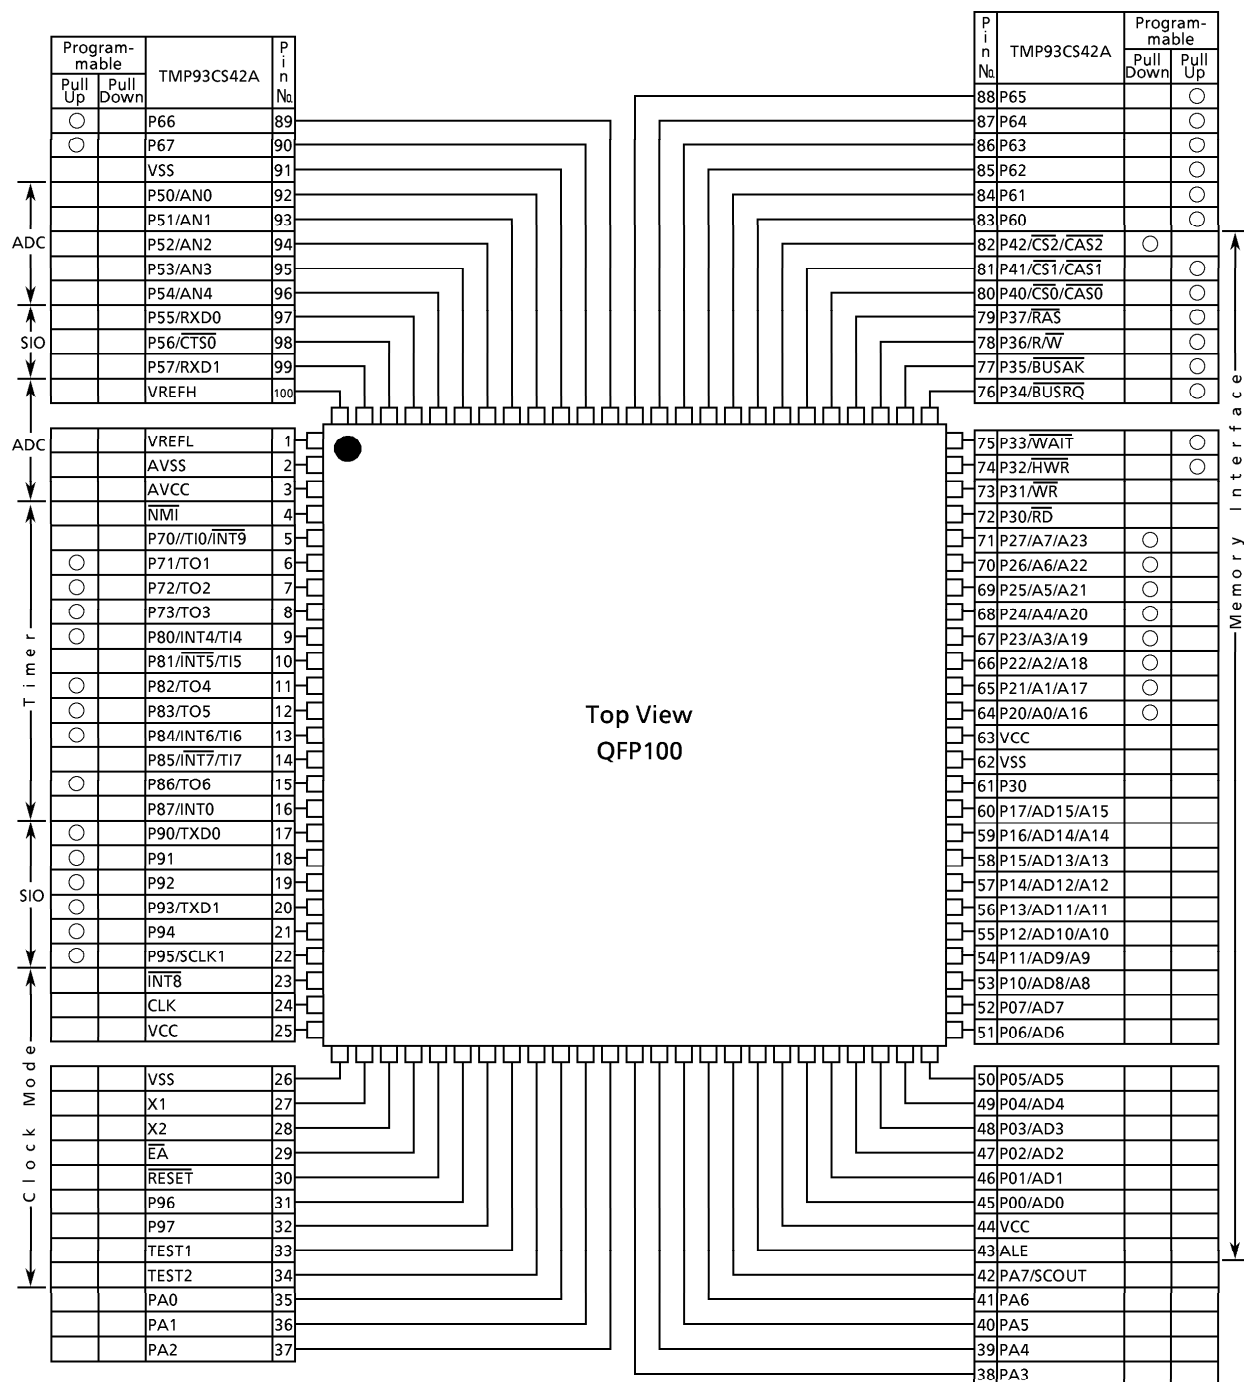 Program-
mable
Pull Up
Pull Down
TMP93CS42A
Pin No.
P66 89
P67 90
VSS 91
P50/AN0 92
P51/AN1 93
P52/AN2 94
P53/AN3 95
P54/AN4 96
P55/RXD0 97
P56/CTS0 98
P57/RXD1 99
VREFH 100
ADC
SIO
VREFL 1
AVSS 2
AVCC 3
NMI 4
P70//TI0/INT9 5
P71/TO1 6
P72/TO2 7
P73/TO3 8
P80/INT4/TI4 9
P81/INT5/TI5 10
P82/TO4 11
P83/TO5 12
P84/INT6/TI6 13
P85/INT7/TI7 14
P86/TO6 15
P87/INT0 16
P90/TXD0 17
P91 18
P92 19
P93/TXD1 20
P94 21
P95/SCLK1 22
INT8 23
CLK 24
VCC 25
ADC
Timer
SIO
Clock Mode
VSS 26
X1 27
X2 28
EA 29
RESET 30
P96 31
P97 32
TEST1 33
TEST2 34
PA0 35
PA1 36
PA2 37
Top View
QFP100
Pin No.
TMP93CS42A
Program-
mable
Pull Down
Pull Up
88 P65
87 P64
86 P63
85 P62
84 P61
83 P60
82 P42/CS2/CAS2
81 P41/CS1/CAS1
80 P40/CS0/CAS0
79 P37/RAS
78 P36/R/W
77 P35/BUSAK
76 P34/BUSRQ
75 P33/WAIT
74 P32/HWR
73 P31/WR
72 P30/RD
71 P27/A7/A23
70 P26/A6/A22
69 P25/A5/A21
68 P24/A4/A20
67 P23/A3/A19
66 P22/A2/A18
65 P21/A1/A17
64 P20/A0/A16
63 VCC
62 VSS
61 P30
60 P17/AD15/A15
59 P16/AD14/A14
58 P15/AD13/A13
57 P14/AD12/A12
56 P13/AD11/A11
55 P12/AD10/A10
54 P11/AD9/A9
53 P10/AD8/A8
52 P07/AD7
51 P06/AD6
50 P05/AD5
49 P04/AD4
48 P03/AD3
47 P02/AD2
46 P01/AD1
45 P00/AD0
44 VCC
43 ALE
42 PA7/SCOUT
41 PA6
40 PA5
39 PA4
38 PA3
Memory Interface